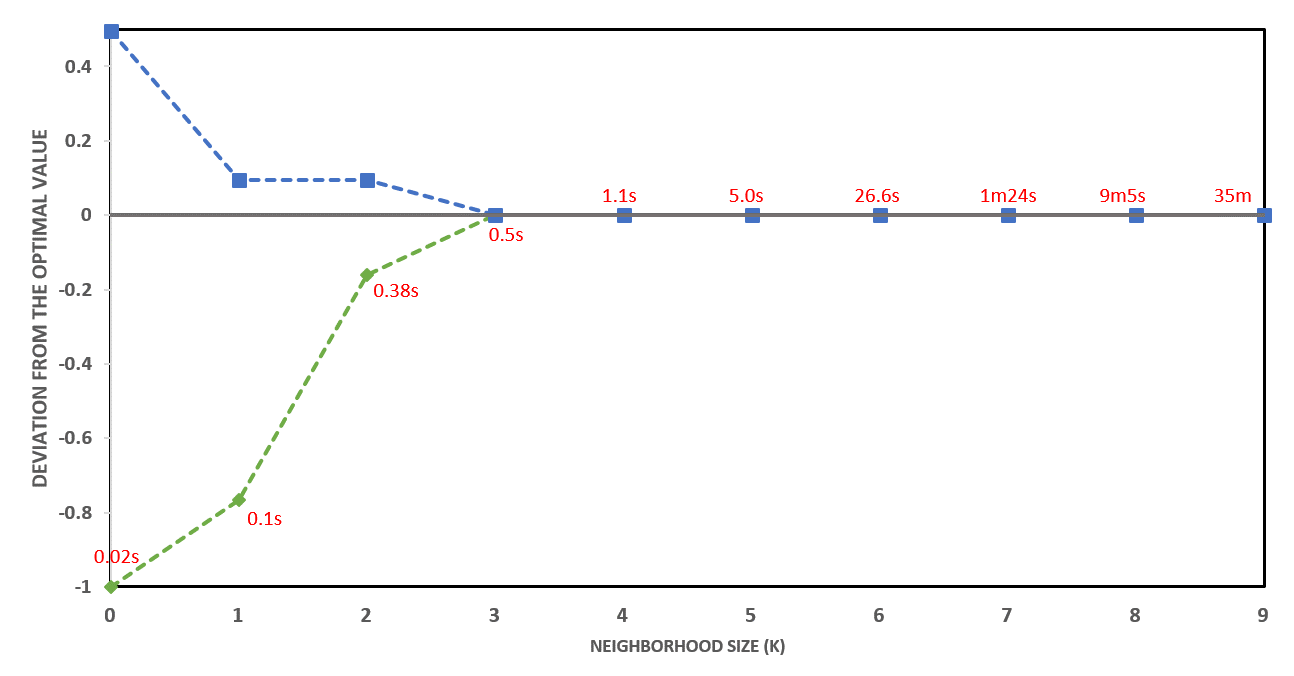 0.4
0.2
0
-0.2
-0.4
-0.6
-0.8
-1
DEVIATION FROM THE OPTIMAL VALUE
1.1s
5.0s
26.6s
1m24s
9m5s
35m
0.5s
0.38s
0.1s
0.02s
0 1 2 3 4 5 6 7 8 9
NEIGHBORHOOD SIZE (K)